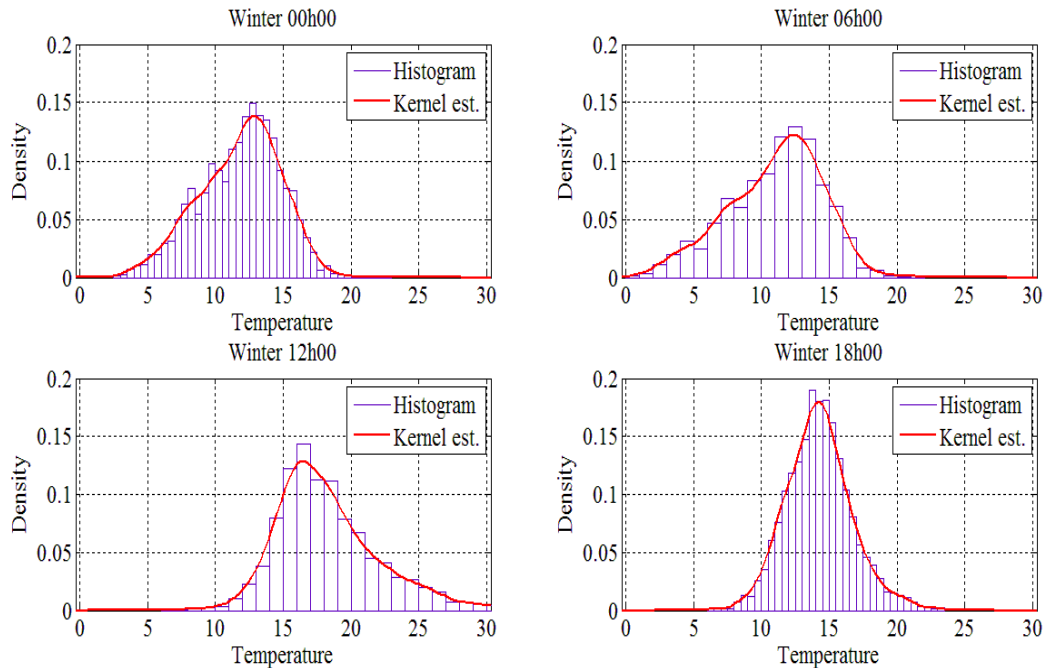 Winter 00h00
0.2
0.15
0.1
0.05
0
Density
Histogram
Kernel est.
0 5 10 15 20 25 30
Temperature
Winter 06h00
0.2
0.15
0.1
0.05
0
Density
Histogram
Kernel est.
0 5 10 15 20 25 30
Temperature
Winter 12h00
0.2
0.15
0.1
0.05
0
Density
Histogram
Kernel est.
0 5 10 15 20 25 30
Temperature
Winter 18h00
0.2
0.15
0.1
0.05
0
Density
Histogram
Kernel est.
0 5 10 15 20 25 30
Temperature